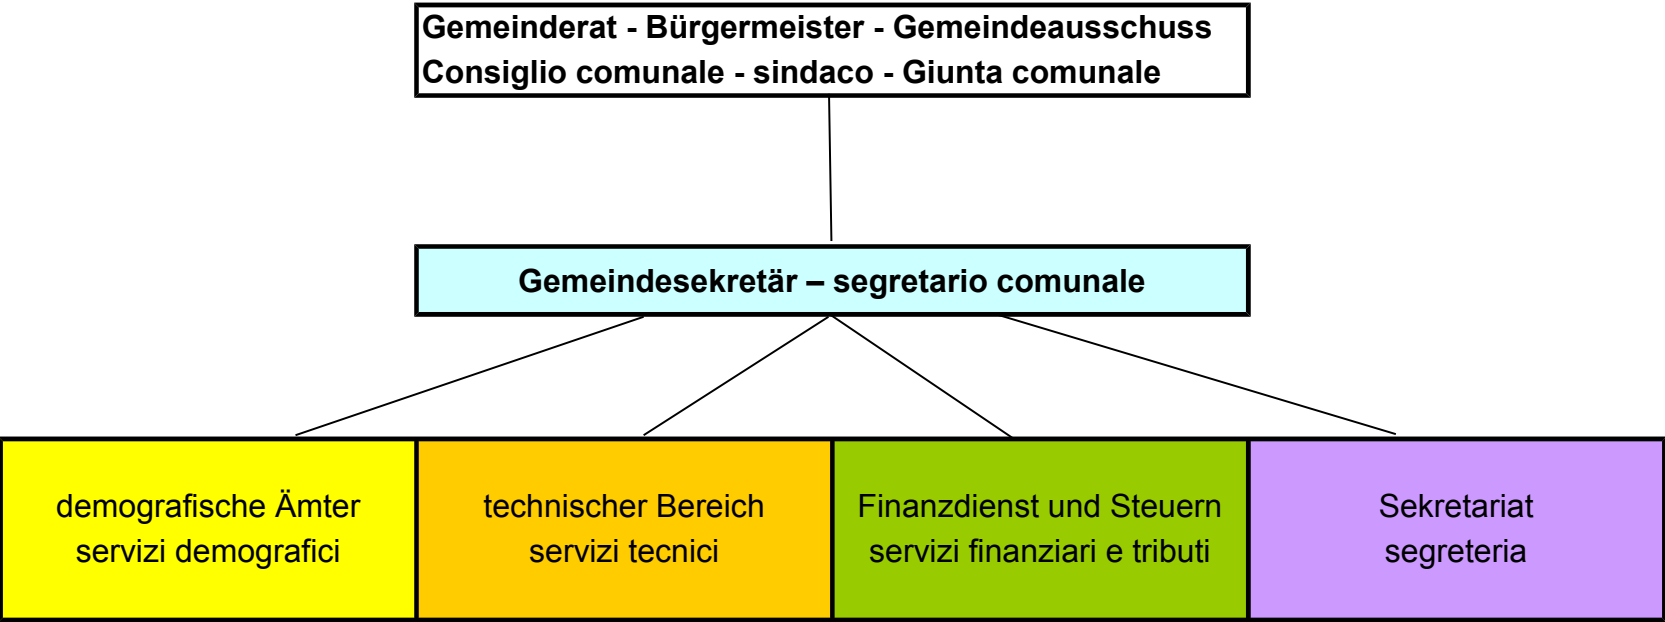 Gemeinderat - Bürgermeister - Gemeindeausschuss
Consiglio comunale - sindaco - Giunta comunale
Gemeindesekretär – segretario comunale
demografische Ämter
servizi demografici
technischer Bereich
servizi tecnici
Finanzdienst und Steuern
servizi finanziari e tributi
Sekretariat
segreteria